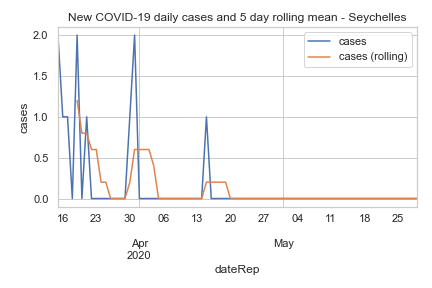 New COVID-19 daily cases and 5 day rolling mean - Seychelles
cases
cases (rolling)
2.0
1.5
1.0
0.5
0.0
cases
16 23 30 06 13 20 27 04 11 18 25
Apr May
2020
dateRep